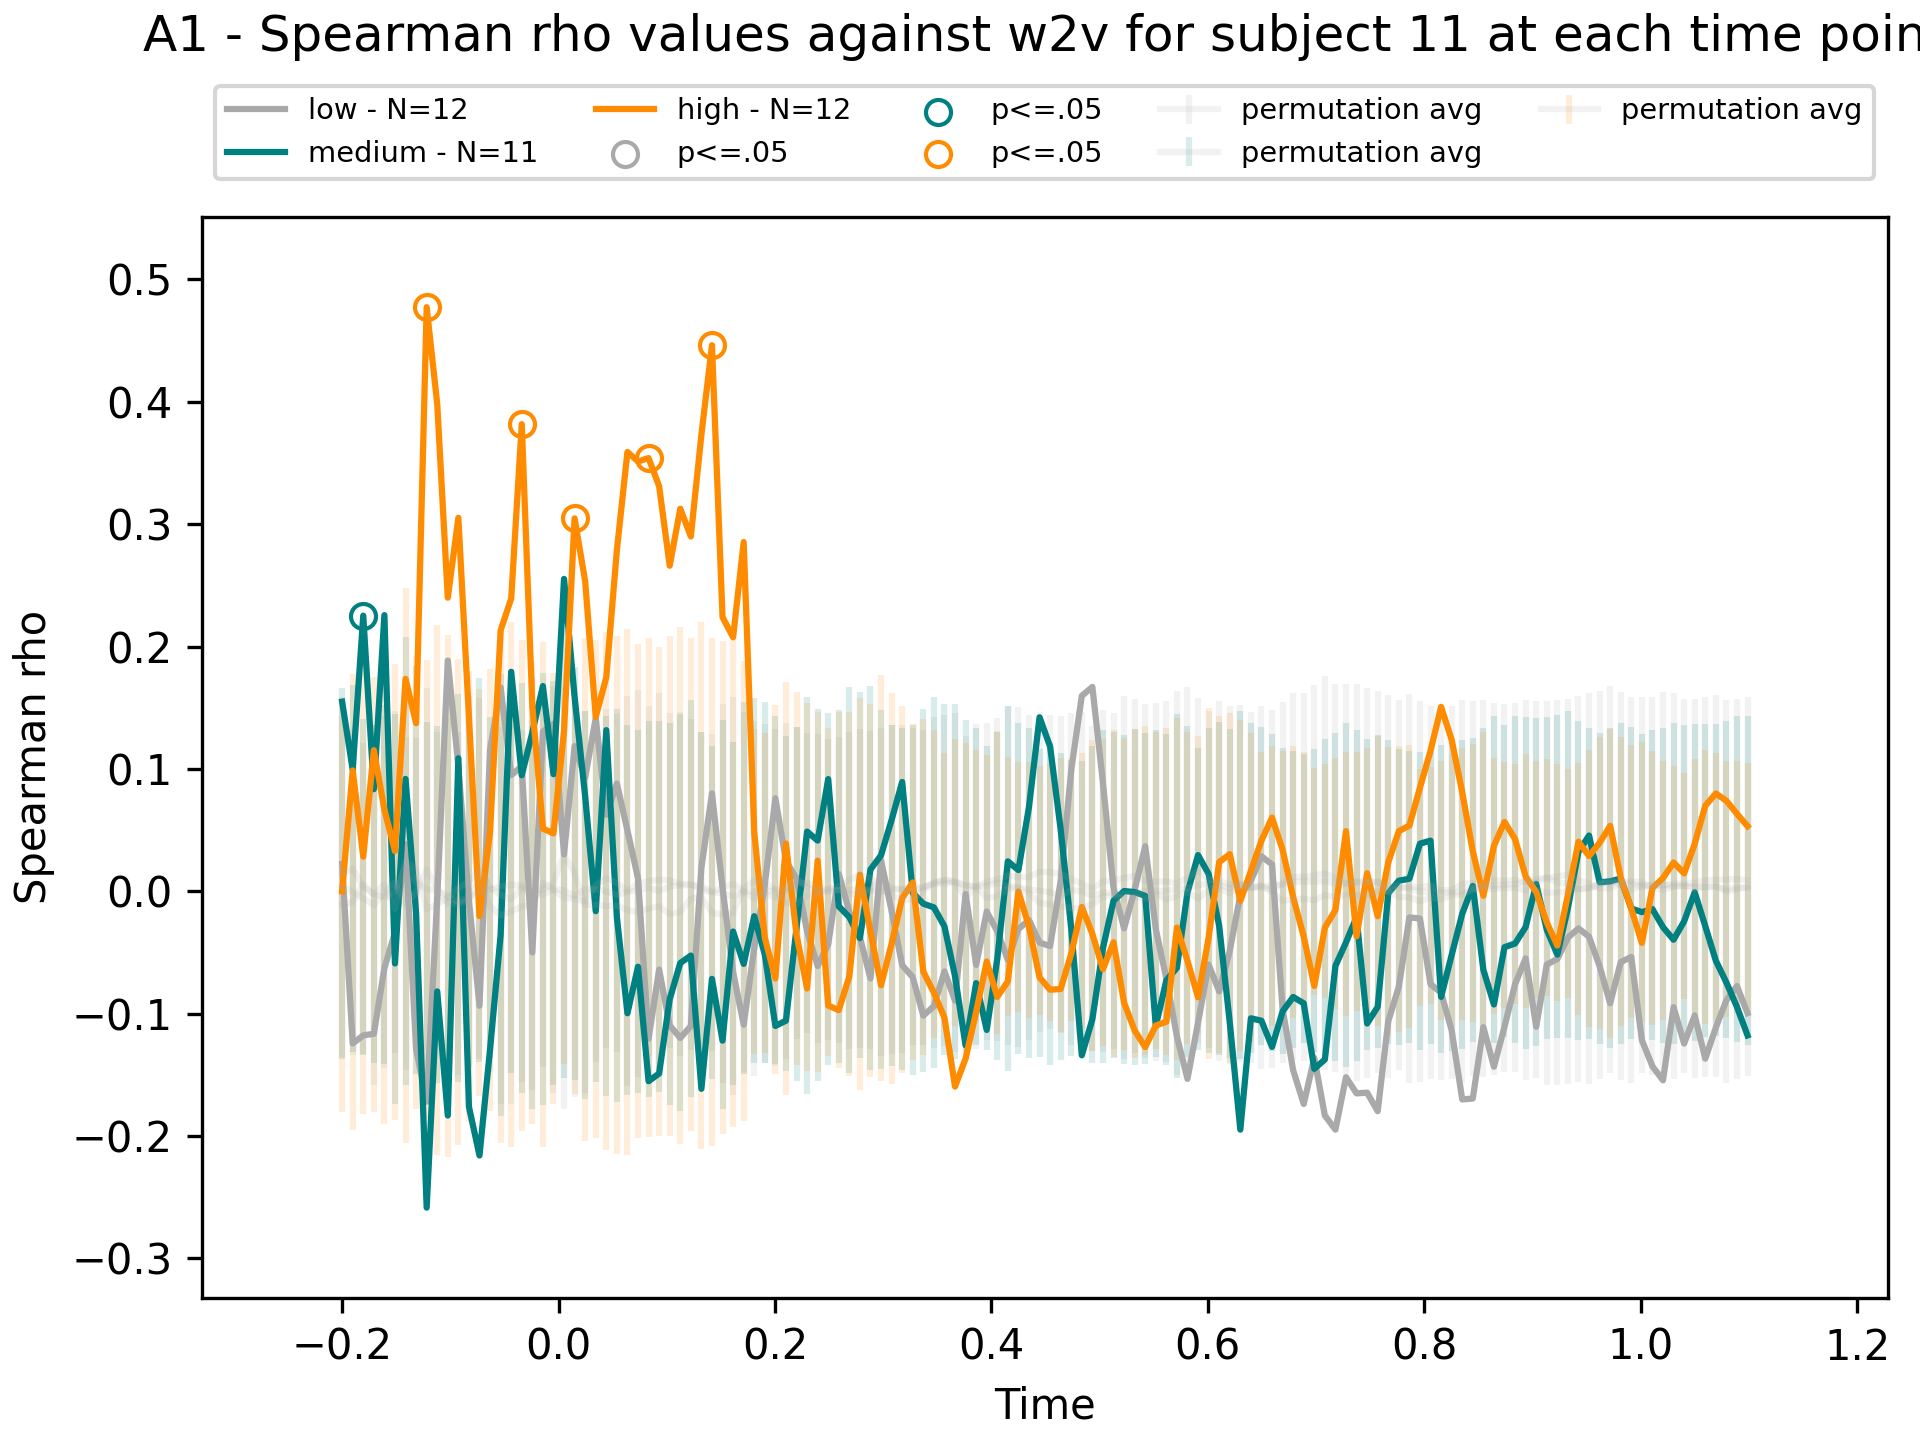 A1 - Spearman rho values against w2v for subject 11 at each time poin
low - N=12
medium - N=11
high - N=12
p<=.05
p<=.05
p<=.05
permutation avg
permutation avg
permutation avg
Spearman rho
0.5
0.4
0.3
0.2
0.1
0.0
−0.1
−0.2
−0.3
−0.2 0.0 0.2 0.4 0.6 0.8 1.0 1.2
Time